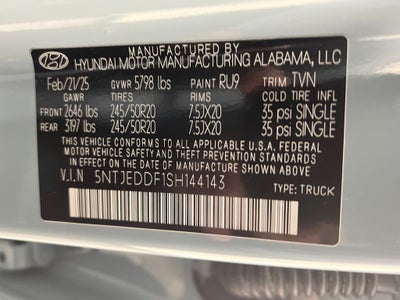 MANUFACTURED BY
HYUNDAI MOTOR MANUFACTURING ALABAMA, LLC
Feb/21/25 GVWR 5798 lbs PAINT RU9 TRIM TVN
GAWR TIRES RIMS COLD TIRE INFL
FRONT 2646 lbs 245/50R20 7.5JX20 35 psi SINGLE
REAR 3197 lbs 245/50R20 7.5JX20 35 psi SINGLE
THIS VEHICLE CONFORMS TO ALL APPLICABLE U.S.A. FEDERAL
MOTOR VEHICLE SAFETY AND THEFT PREVENTION STANDARDS
IN EFFECT ON THE DATE OF MANUFACTURE SHOWN ABOVE.
V.I.N 5NTJEDDF1SH144143 TYPE: TRUCK